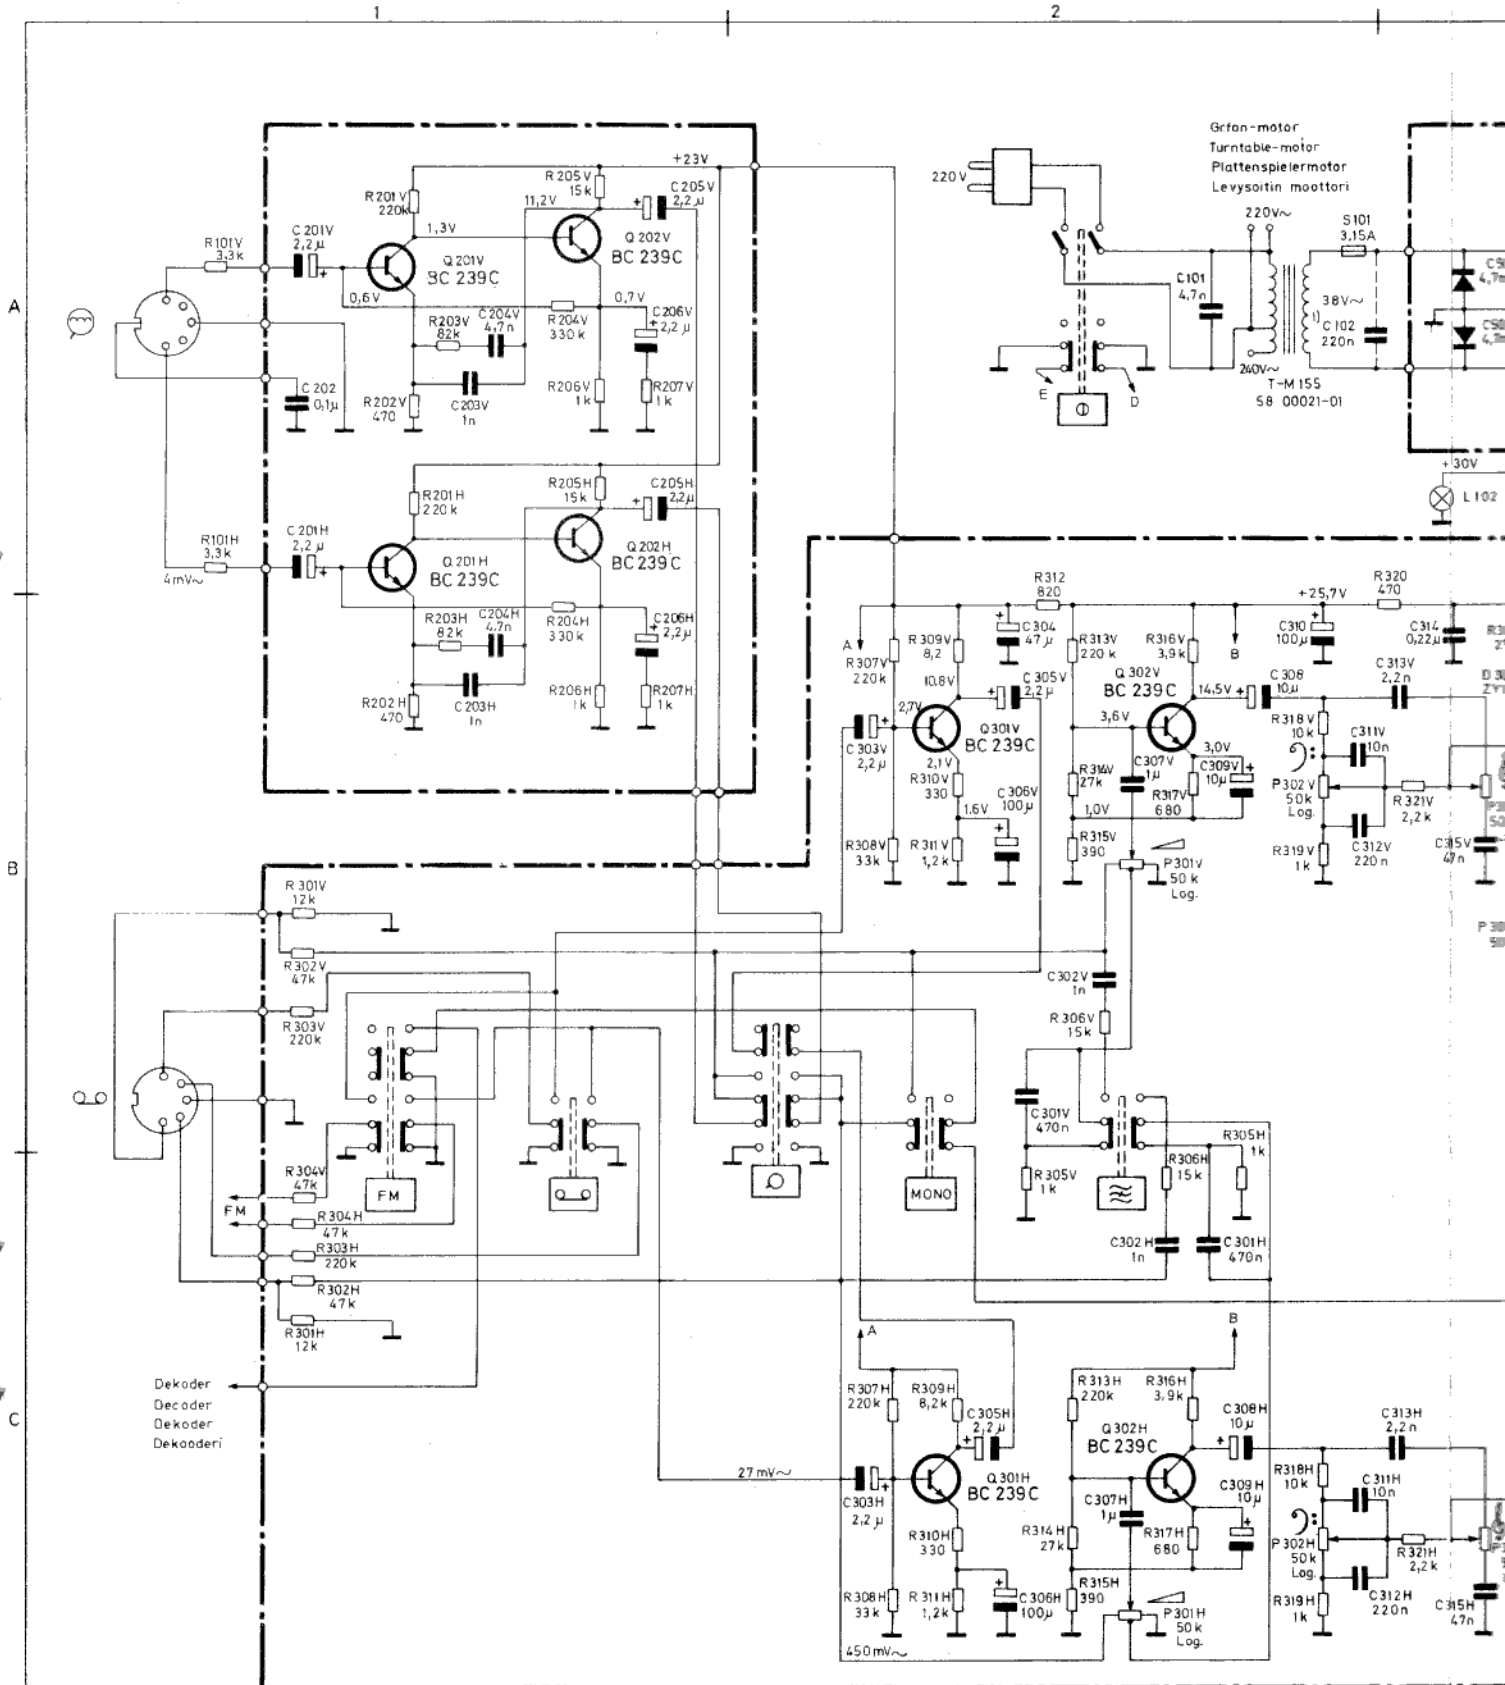 1
2
A
B
C
Grfon-motor
Turntable-motor
Plattenspielermotor
Levysoitin moottori
220V
220V~
S101
3,15A
C101
4,7n
38V~
1)
C102
220n
240V~
T-M 155
58 00021-01
E
D
+30V
L102
+23V
R205V
15k
C205V
2,2µ
R201V
220k
11,2V
1,3V
Q202V
BC 239C
C201V
2,2µ
R101V
3,3k
Q201V
BC 239C
0,6V
0,7V
R203V
82k
C204V
4,7n
R204V
330k
C206V
2,2µ
C202
0,1µ
R202V
470
C203V
1n
R206V
1k
R207V
1k
R205H
15k
C205H
2,2µ
R201H
220k
C201H
2,2µ
R101H
3,3k
4mV~
Q201H
BC 239C
Q202H
BC 239C
R203H
82k
C204H
4,7n
R204H
330k
C206H
2,2µ
R202H
470
C203H
1n
R206H
1k
R207H
1k
R312
820
+25,7V
R320
470
A
R307V
220k
R309V
8,2
C304
47µ
R313V
220k
R316V
3,9k
B
C310
100µ
C314
0,22µ
10.8V
C305V
2,2µ
Q302V
BC 239C
C308
10µ
C313V
2,2n
2,7V
14,5V
C303V
2,2µ
Q301V
BC 239C
3,6V
R318V
10k
C311V
10n
2,1V
R310V
330
C306V
100µ
R314V
27k
C307V
1µ
3,0V
C309V
10µ
R317V
680
P302V
50k
Log.
R321V
2,2k
1.6V
1,0V
R308V
33k
R311V
1,2k
R315V
390
P301V
50k
Log.
R319V
1k
C312V
220n
C315V
47n
R301V
12k
R302V
47k
R303V
220k
C302V
1n
R306V
15k
C301V
470n
R305V
1k
R306H
15k
R305H
1k
R304V
47k
FM
R304H
47k
R303H
220k
R302H
47k
R301H
12k
FM
MONO
C302H
1n
C301H
470n
Dekoder
Decoder
Dekoder
Dekooderi
A
B
R307H
220k
R309H
8,2k
C305H
2,2µ
R313H
220k
R316H
3,9k
C308H
10µ
C313H
2,2n
27mV~
C303H
2,2µ
Q301H
BC 239C
Q302H
BC 239C
C307H
1µ
C309H
10µ
R318H
10k
C311H
10n
R310H
330
R314H
27k
R317H
680
P302H
50k
Log.
R321H
2,2k
R308H
33k
R311H
1,2k
C306H
100µ
R315H
390
P301H
50k
Log.
R319H
1k
C312H
220n
C315H
47n
450mV~